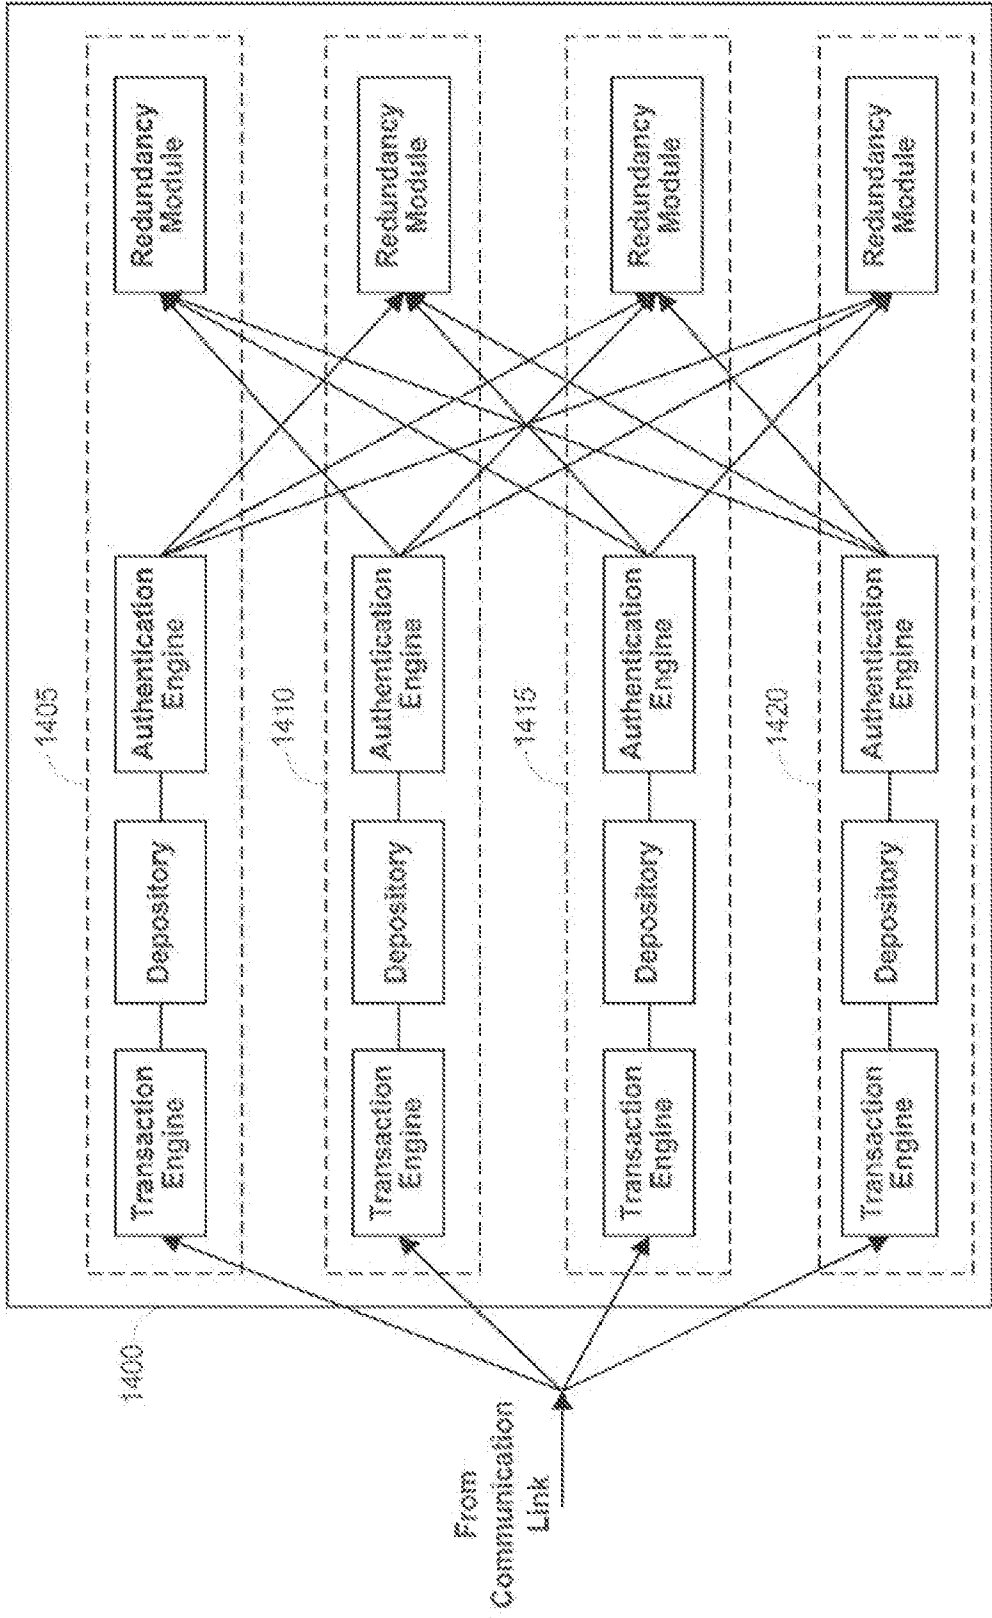 1400
From
Communication
Link
1405
Transaction
Engine
Depository
Authentication
Engine
Redundancy
Module
1410
Transaction
Engine
Depository
Authentication
Engine
Redundancy
Module
1415
Transaction
Engine
Depository
Authentication
Engine
Redundancy
Module
1420
Transaction
Engine
Depository
Authentication
Engine
Redundancy
Module